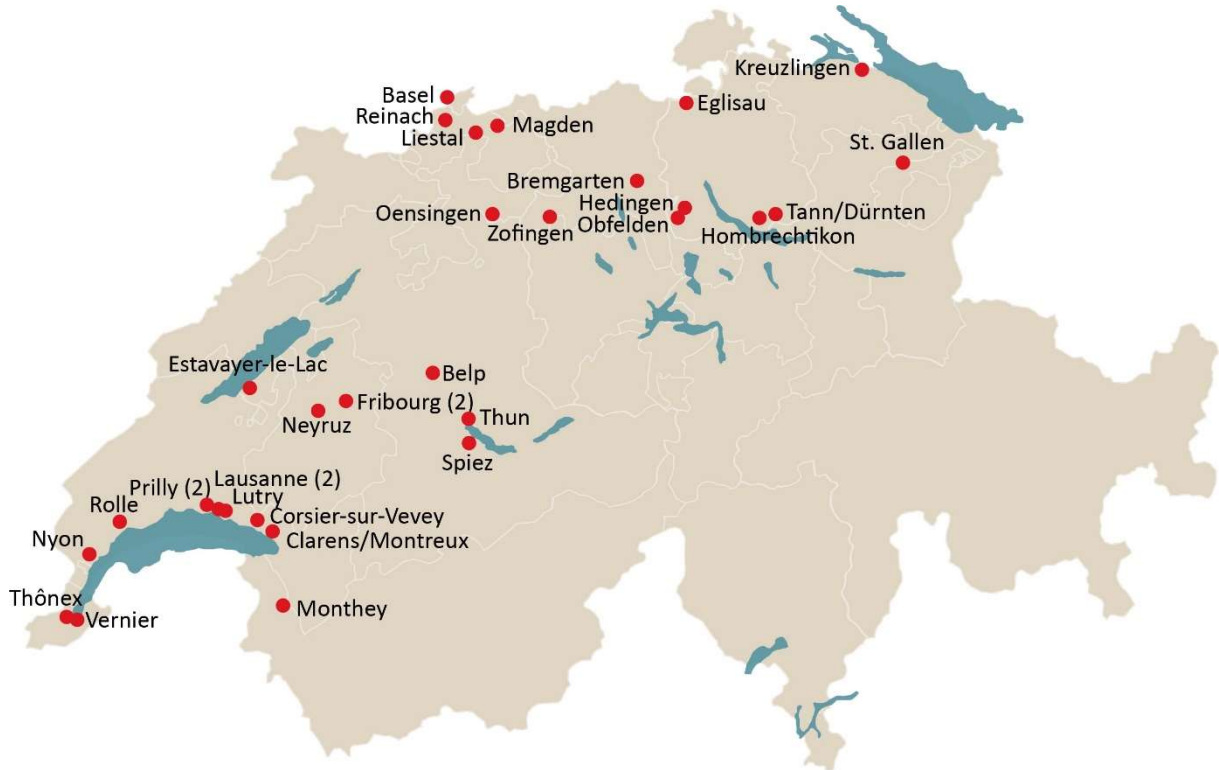 Kreuzlingen
Basel
Eglisau
Reinach
Magden
Liestal
St. Gallen
Bremgarten
Hedingen
Oensingen
Tann/Dürnten
Zofingen
Obfelden
Hombrechtikon
Estavayer-le-Lac
Belp
Fribourg (2)
Neyruz
Thun
Spiez
Lausanne (2)
Prilly (2)
Lutry
Rolle
Corsier-sur-Vevey
Nyon
Clarens/Montreux
Thônex
Monthey
Vernier